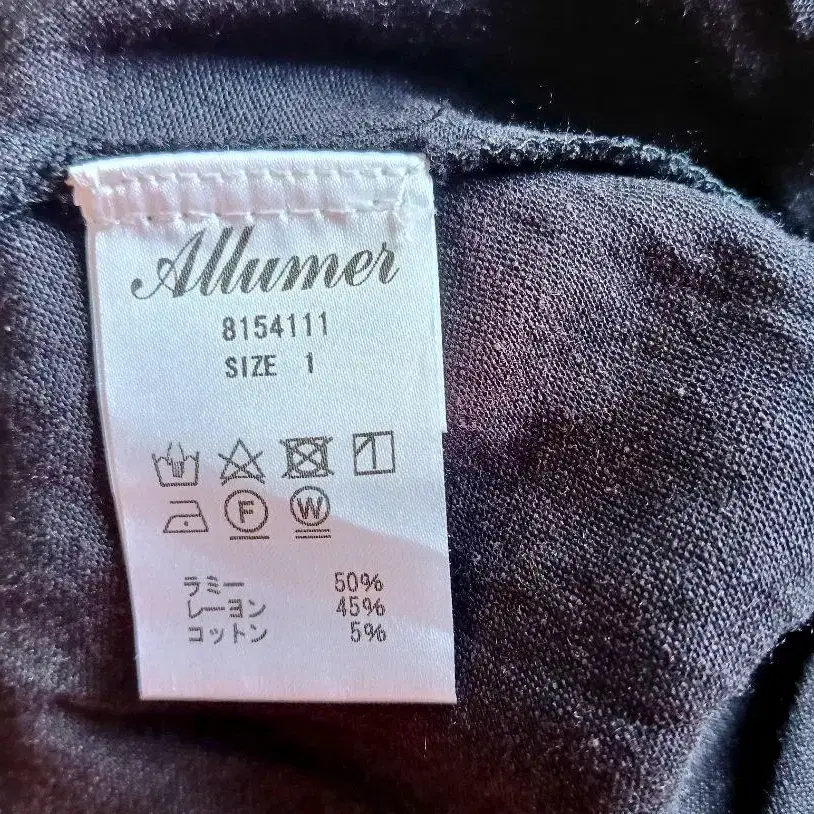 Allumer
8154111
SIZE 1
F W
ラミー 50%
レーヨン 45%
コットン 5%